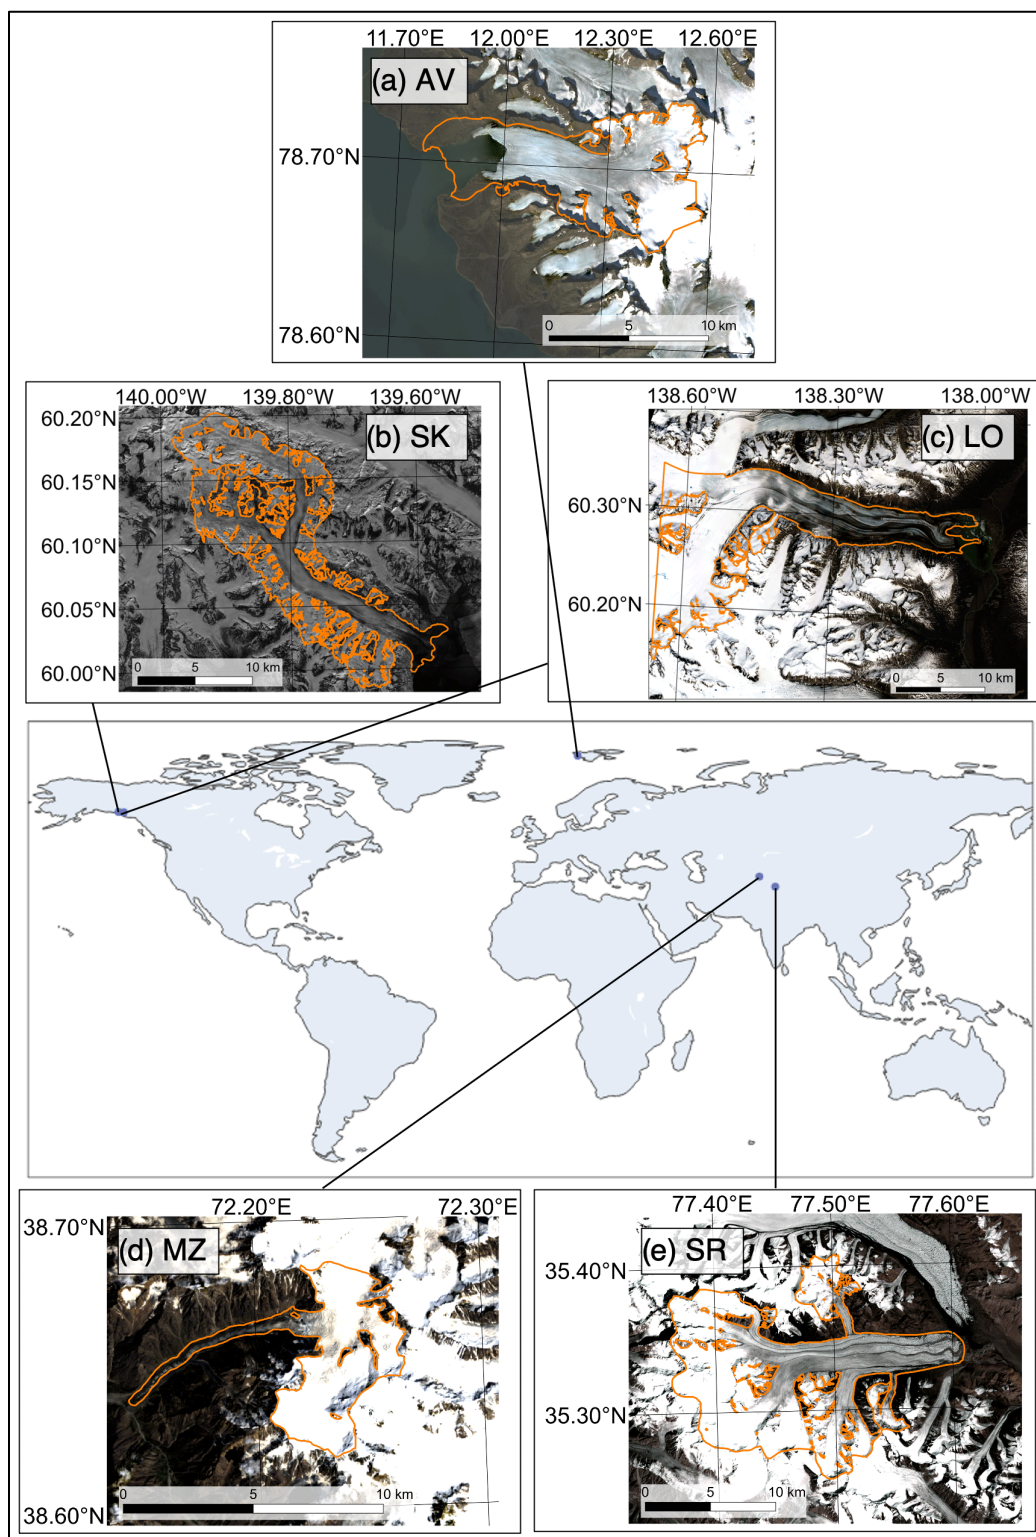 11.70°E 12.00°E 12.30°E 12.60°E
(a) AV
78.70°N
78.60°N
0 5 10 km
140.00°W 139.80°W 139.60°W
60.20°N
60.15°N
60.10°N
60.05°N
60.00°N
(b) SK
0 5 10 km
138.60°W 138.30°W 138.00°W
(c) LO
60.30°N
60.20°N
0 5 10 km
72.20°E 72.30°E
38.70°N
(d) MZ
38.60°N
0 5 10 km
77.40°E 77.50°E 77.60°E
(e) SR
35.40°N
35.30°N
0 5 10 km